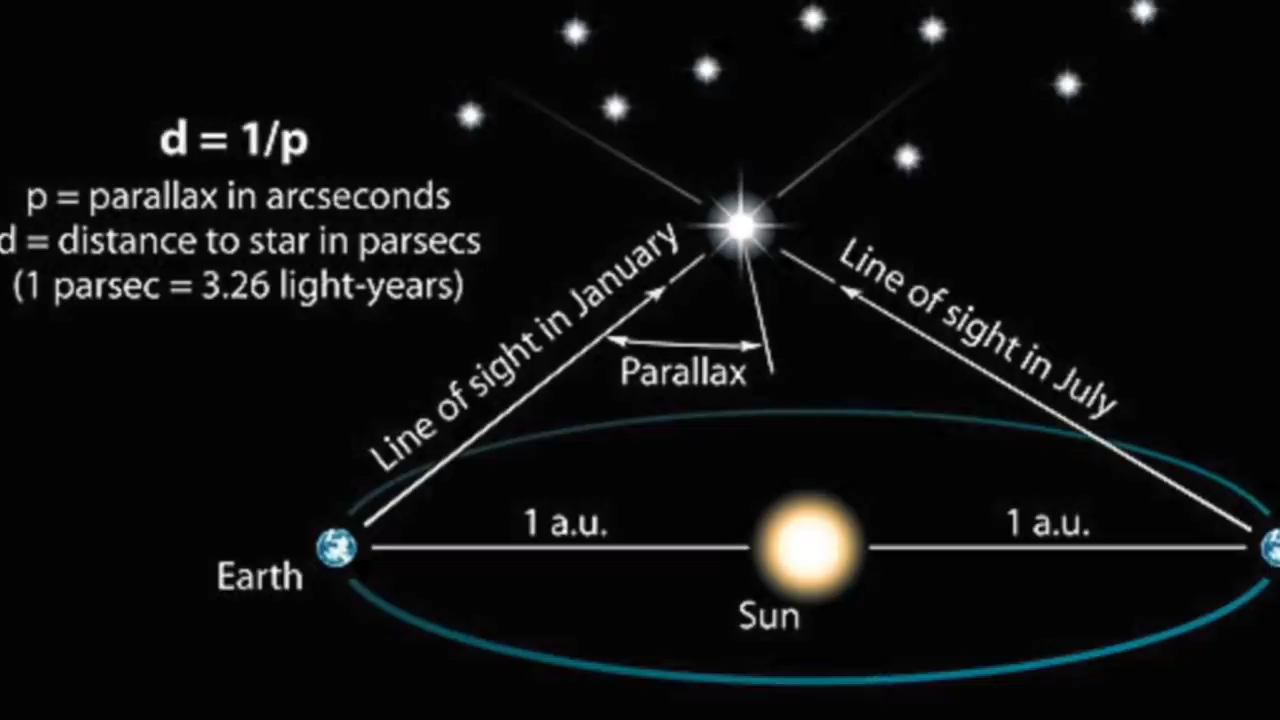 d = 1/p
p = parallax in arcseconds
d = distance to star in parsecs
(1 parsec = 3.26 light-years)
Line of sight in January
Line of sight in July
Parallax
1 a.u.
1 a.u.
Earth
Sun